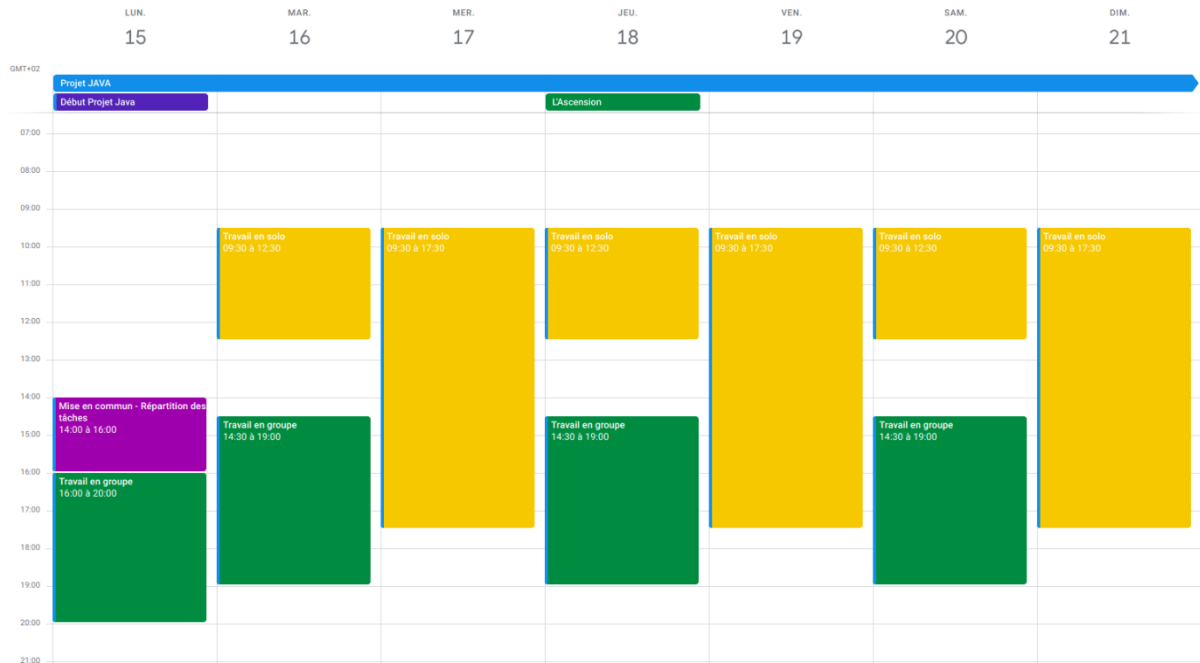 LUN.
15
MAR.
16
MER.
17
JEU.
18
VEN.
19
SAM.
20
DIM.
21
GMT+02
Projet JAVA
Début Projet Java
L'Ascension
07:00
08:00
09:00
10:00
11:00
12:00
13:00
14:00
15:00
16:00
17:00
18:00
19:00
20:00
21:00
Mise en commun - Répartition des
tâches
14:00 à 16:00
Travail en groupe
16:00 à 20:00
Travail en solo
09:30 à 12:30
Travail en groupe
14:30 à 19:00
Travail en solo
09:30 à 17:30
Travail en solo
09:30 à 12:30
Travail en groupe
14:30 à 19:00
Travail en solo
09:30 à 17:30
Travail en solo
09:30 à 12:30
Travail en groupe
14:30 à 19:00
Travail en solo
09:30 à 17:30